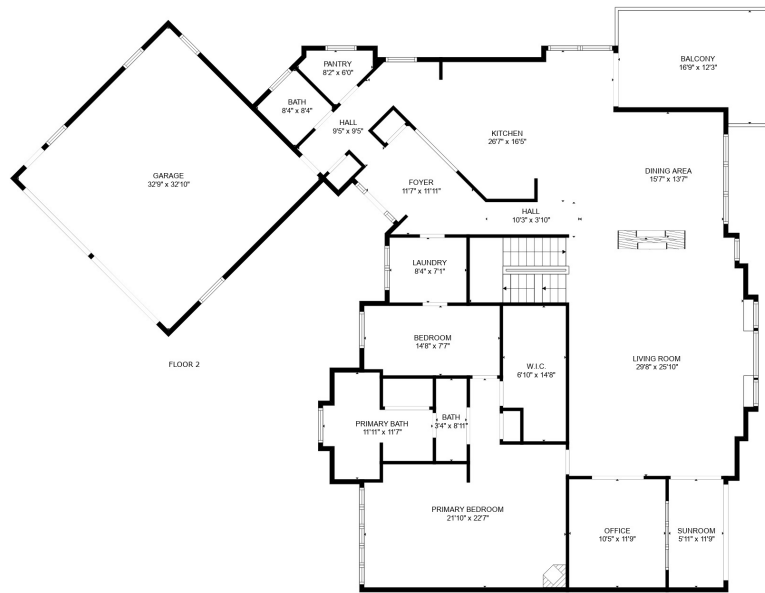 BALCONY
16'9" x 12'3"
PANTRY
8'2" x 6'0"
BATH
8'4" x 8'4"
HALL
9'5" x 9'5"
KITCHEN
26'7" x 16'5"
GARAGE
32'9" x 32'10"
FOYER
11'7" x 11'11"
DINING AREA
15'7" x 13'7"
HALL
10'3" x 3'10"
LAUNDRY
8'4" x 7'1"
BEDROOM
14'8" x 7'7"
FLOOR 2
W.I.C.
6'10" x 14'8"
LIVING ROOM
29'8" x 25'10"
PRIMARY BATH
11'11" x 11'7"
BATH
3'4" x 8'11"
PRIMARY BEDROOM
21'10" x 22'7"
OFFICE
10'5" x 11'9"
SUNROOM
5'11" x 11'9"